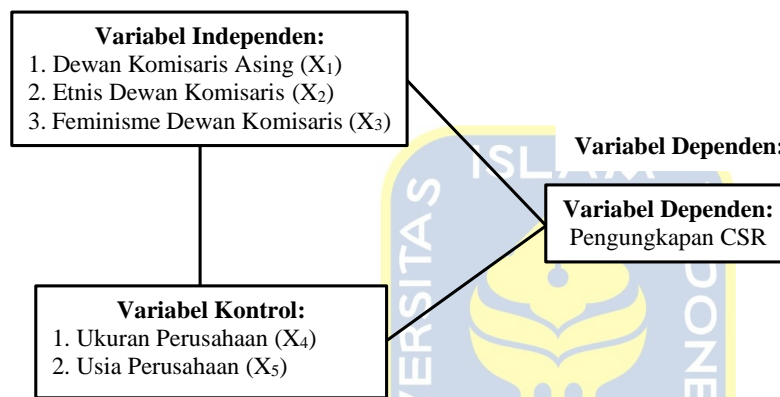 Variabel Independen:
1. Dewan Komisaris Asing (X₁)
2. Etnis Dewan Komisaris (X₂)
3. Feminisme Dewan Komisaris (X₃)
Variabel Dependen:
Variabel Dependen:
Pengungkapan CSR
Variabel Kontrol:
1. Ukuran Perusahaan (X₄)
2. Usia Perusahaan (X₅)
ISLAM